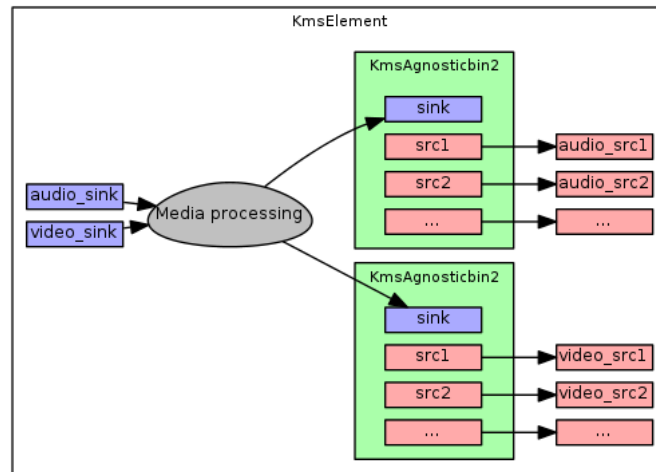 KmsElement
KmsAgnosticbin2
sink
src1
audio_src1
src2
audio_src2
...
...
audio_sink
video_sink
Media processing
KmsAgnosticbin2
sink
src1
video_src1
src2
video_src2
...
...